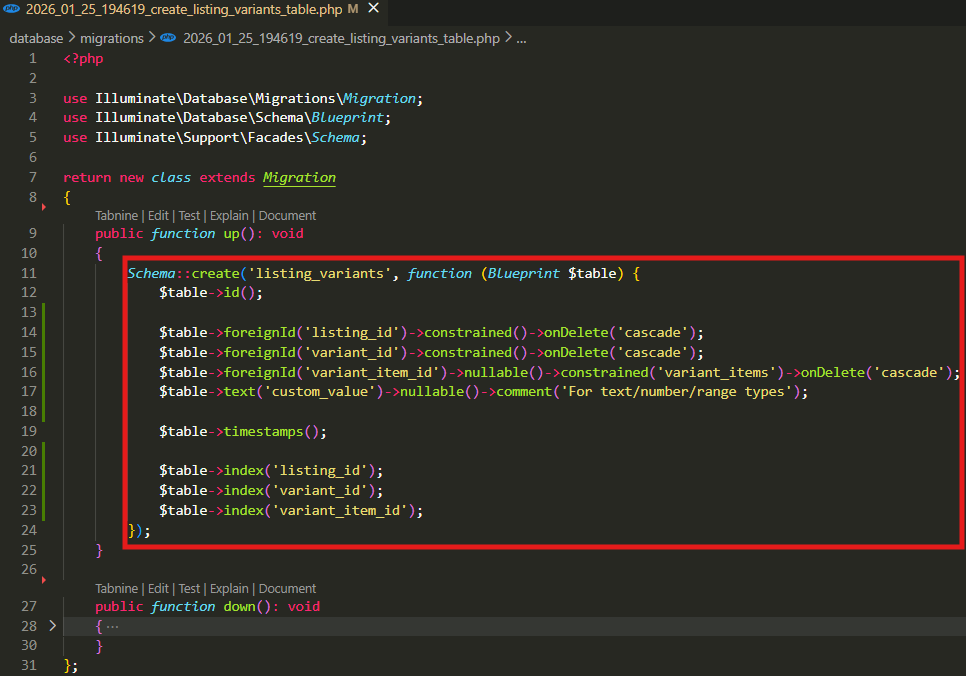 php 2026_01_25_194619_create_listing_variants_table.php M ×
database > migrations > php 2026_01_25_194619_create_listing_variants_table.php > ...
1 <?php
2
3 use Illuminate\Database\Migrations\Migration;
4 use Illuminate\Database\Schema\Blueprint;
5 use Illuminate\Support\Facades\Schema;
6
7 return new class extends Migration
8 {
Tabnine | Edit | Test | Explain | Document
9     public function up(): void
10     {
11         Schema::create('listing_variants', function (Blueprint $table) {
12             $table->id();
13
14             $table->foreignId('listing_id')->constrained()->onDelete('cascade');
15             $table->foreignId('variant_id')->constrained()->onDelete('cascade');
16             $table->foreignId('variant_item_id')->nullable()->constrained('variant_items')->onDelete('cascade');
17             $table->text('custom_value')->nullable()->comment('For text/number/range types');
18
19             $table->timestamps();
20
21             $table->index('listing_id');
22             $table->index('variant_id');
23             $table->index('variant_item_id');
24         });
25     }
26
Tabnine | Edit | Test | Explain | Document
27     public function down(): void
28 >     { ...
30     }
31 };